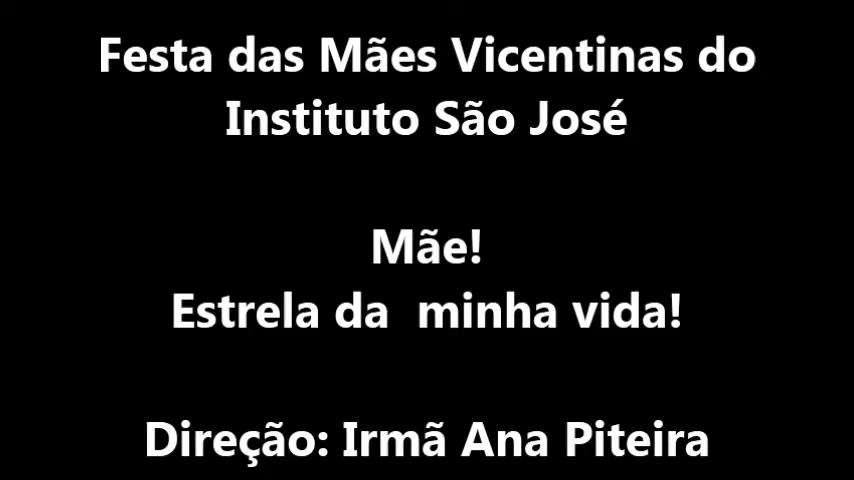 Festa das Mães Vicentinas do
Instituto São José
Mãe!
Estrela da  minha vida!
Direção: Irmã Ana Piteira